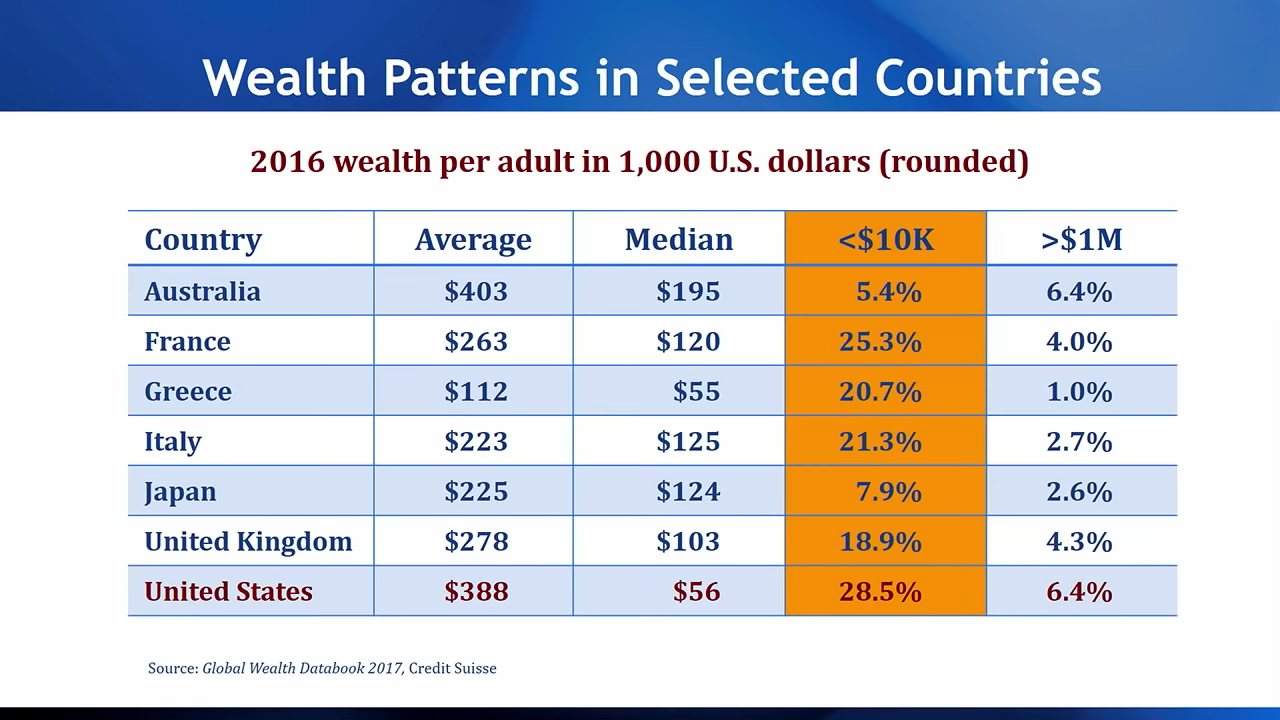 Wealth Patterns in Selected Countries
2016 wealth per adult in 1,000 U.S. dollars (rounded)
Country Average Median <$10K >$1M
Australia $403 $195 5.4% 6.4%
France $263 $120 25.3% 4.0%
Greece $112 $55 20.7% 1.0%
Italy $223 $125 21.3% 2.7%
Japan $225 $124 7.9% 2.6%
United Kingdom $278 $103 18.9% 4.3%
United States $388 $56 28.5% 6.4%
Source: Global Wealth Databook 2017, Credit Suisse